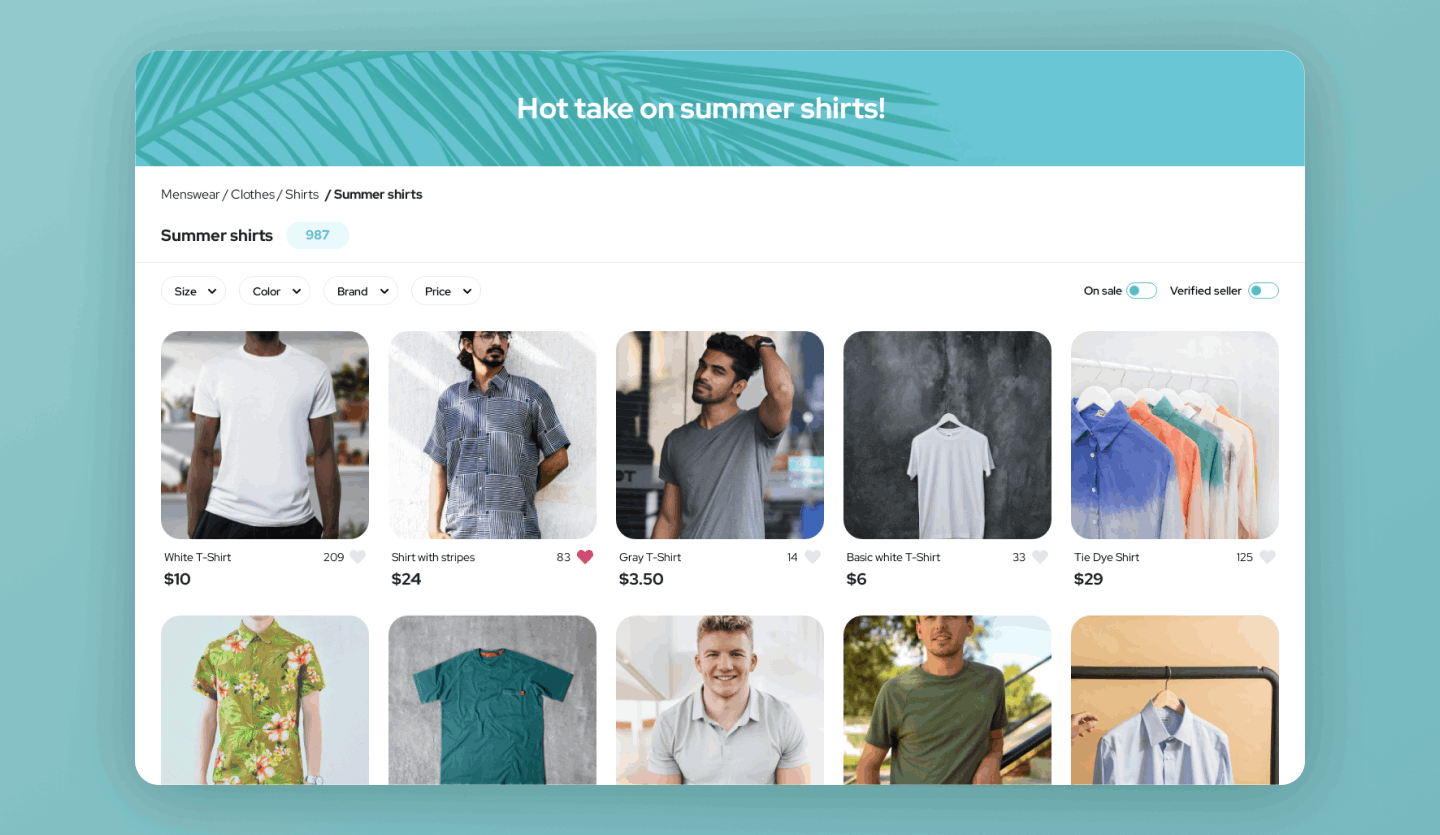 Hot take on summer shirts!
Menswear / Clothes / Shirts / Summer shirts
Summer shirts 987
Size Color Brand Price On sale Verified seller
White T-Shirt 209
$10
Shirt with stripes 83
$24
Gray T-Shirt 14
$3.50
Basic white T-Shirt 33
$6
Tie Dye Shirt 125
$29